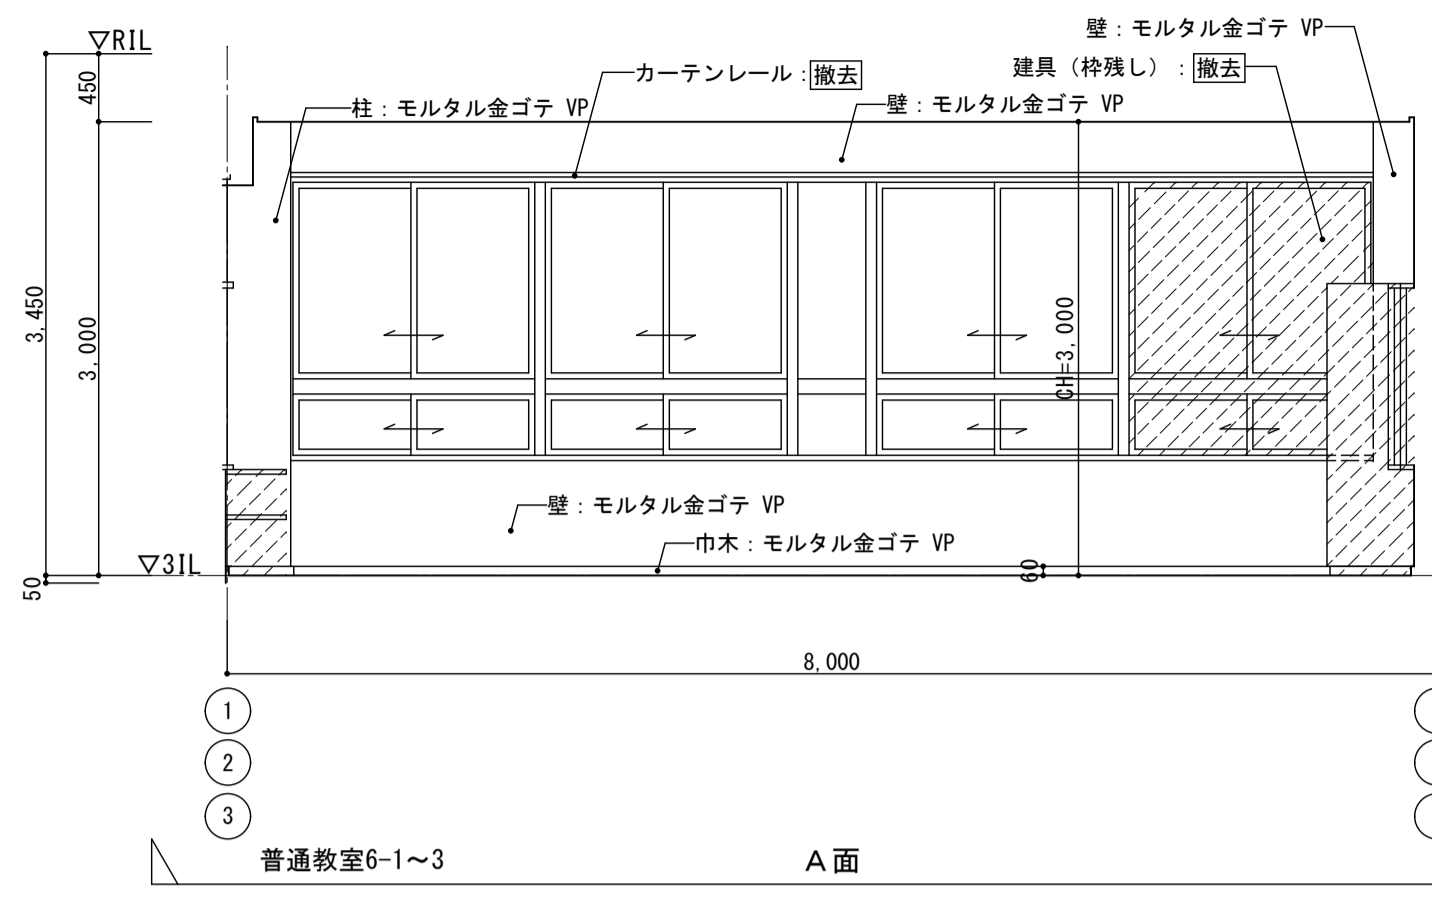 壁：モルタル金ゴテ VP
▽RIL
建具（枠残し）：撤去
カーテンレール：撤去
450
柱：モルタル金ゴテ VP
壁：モルタル金ゴテ VP
3,450
3,000
CH=3,000
壁：モルタル金ゴテ VP
巾木：モルタル金ゴテ VP
▽3IL
60
50
8,000
1
2
3
普通教室6-1～3
A面